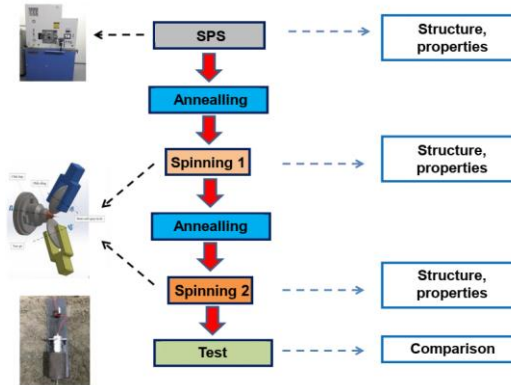 SPS
Structure,
properties
Annealling
Spinning 1
Structure,
properties
Annealling
Spinning 2
Structure,
properties
Test
Comparison